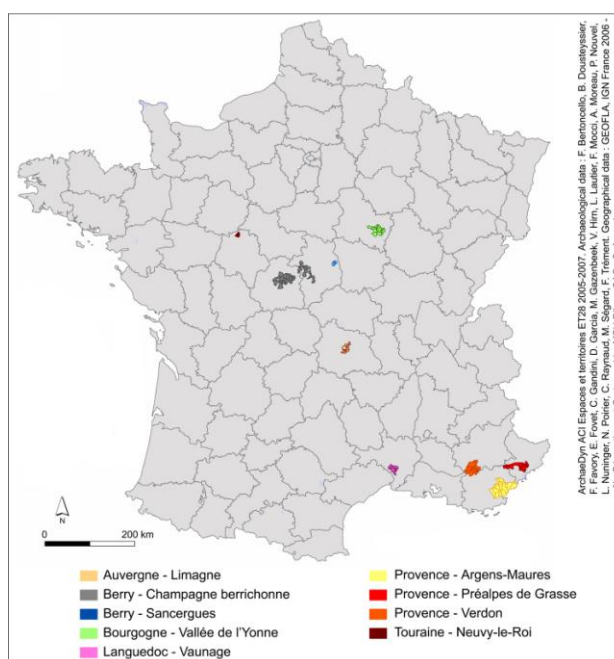 ArchaeDyn ACI Espaces et territoires ET28 2005-2007. Archaeological data : F. Bertoncello, B. Dousteyssier,
F. Favory, E. Fovet, C. Gandini, D. Garcia, M. Gazenbeek, V. Hirn, L. Lautier, F. Mocci, A. Moreau, P. Nouvel,
L. Nuninger, N. Poirier, C. Raynaud, M. Ségard, F. Trément. Geographical data : GEOFLA, IGN France 2006 -
N
0
200 km
Auvergne - Limagne
Berry - Champagne berrichonne
Berry - Sancergues
Bourgogne - Vallée de l'Yonne
Languedoc - Vaunage
Provence - Argens-Maures
Provence - Préalpes de Grasse
Provence - Verdon
Touraine - Neuvy-le-Roi